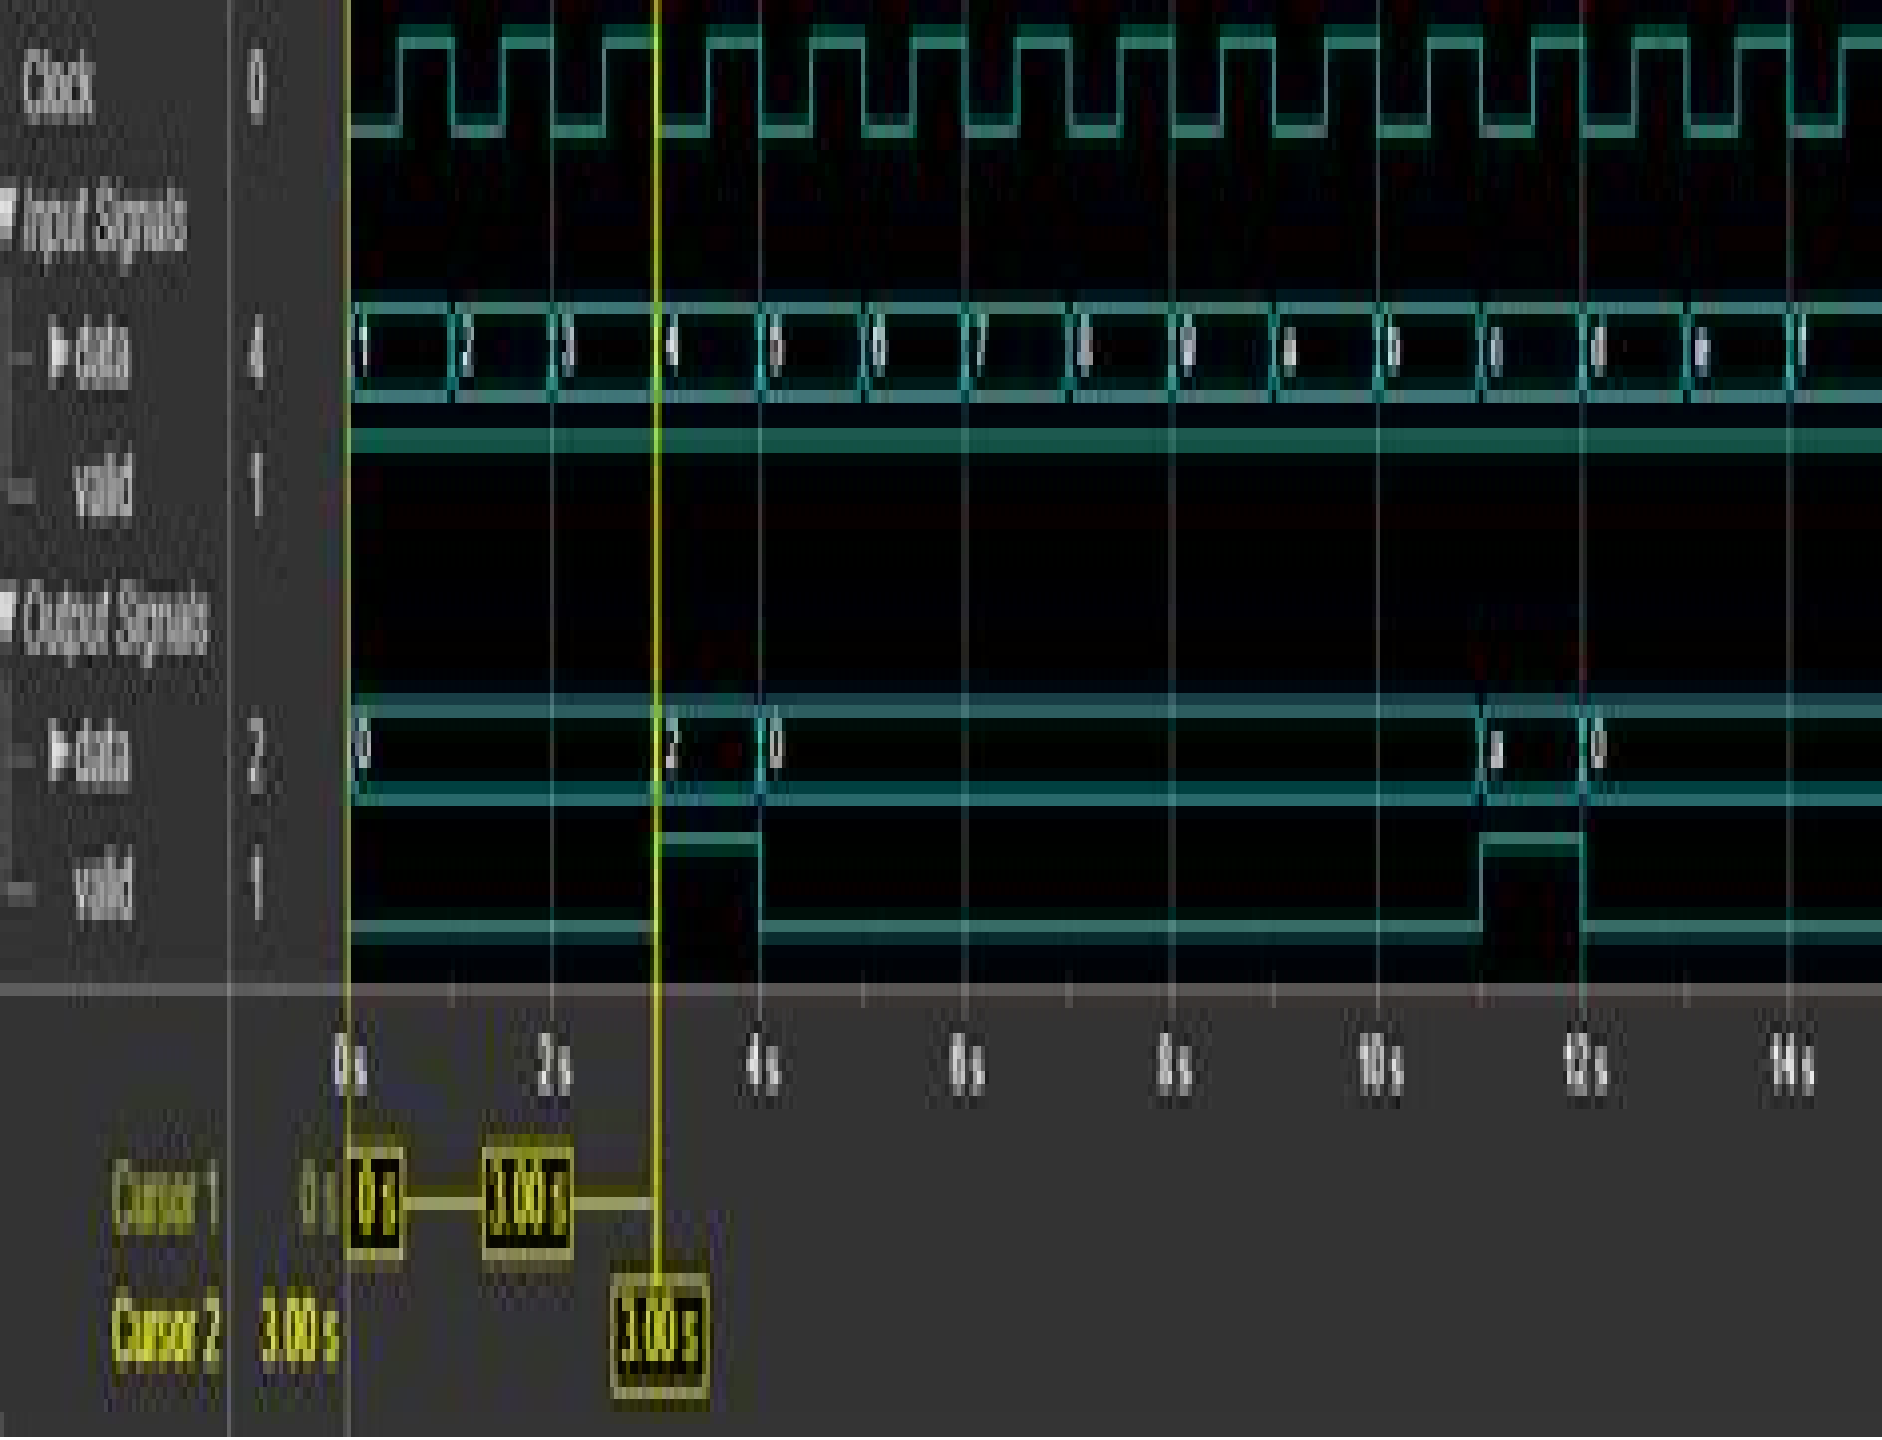 Clock 0
Input Signals
data 4 1 2 3 4 5 6 7 8 9 a b c d e f
valid 1
Output Signals
data 2 0 2 0 a 0
valid 1
0 s 2 s 4 s 6 s 8 s 10 s 12 s 14 s
Cursor 1 0 s 0 s 3.00 s
Cursor 2 3.00 s 3.00 s